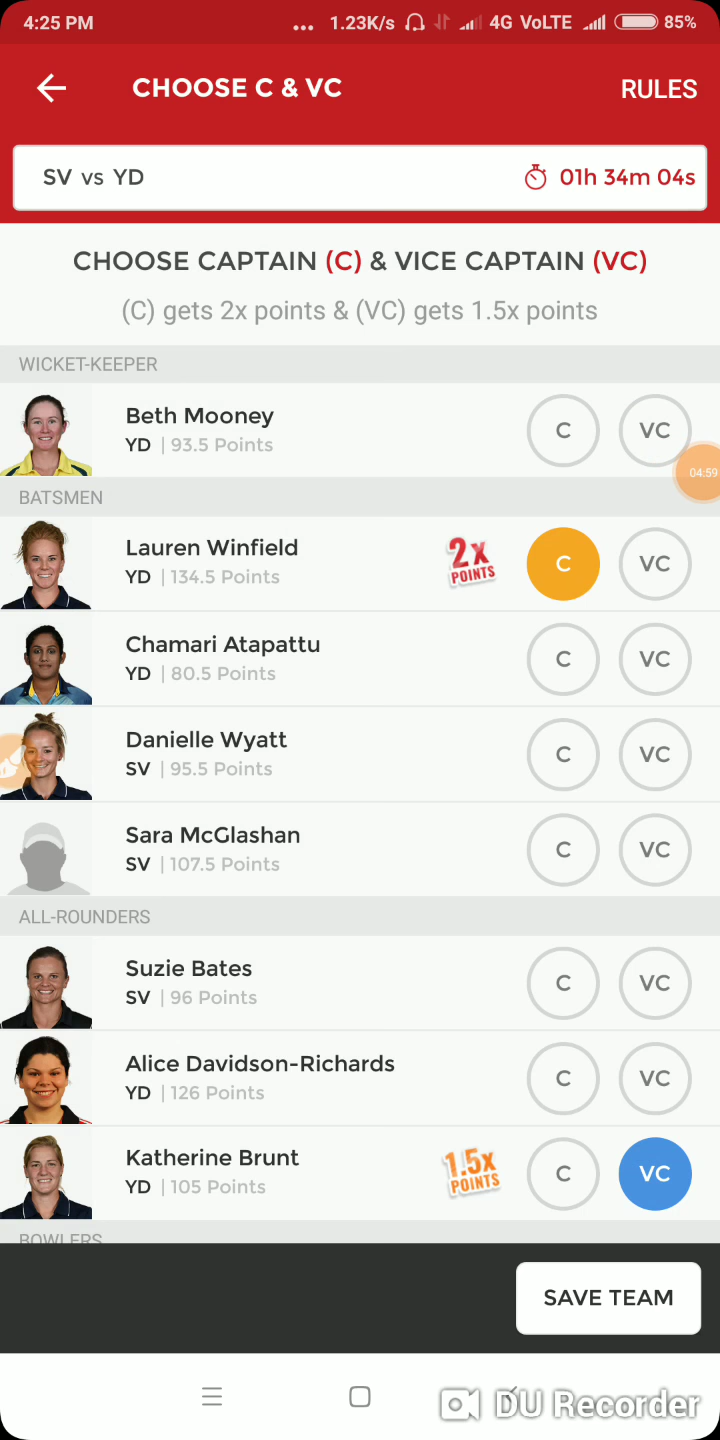 4:25 PM ... 1.23K/s 4G VoLTE 85%
CHOOSE C & VC RULES
SV vs YD 01h 34m 04s
CHOOSE CAPTAIN (C) & VICE CAPTAIN (VC)
(C) gets 2x points & (VC) gets 1.5x points
WICKET-KEEPER
Beth Mooney
YD | 93.5 Points
C VC
04:59
BATSMEN
Lauren Winfield
YD | 134.5 Points
2x
POINTS
C VC
Chamari Atapattu
YD | 80.5 Points
C VC
Danielle Wyatt
SV | 95.5 Points
C VC
Sara McGlashan
SV | 107.5 Points
C VC
ALL-ROUNDERS
Suzie Bates
SV | 96 Points
C VC
Alice Davidson-Richards
YD | 126 Points
C VC
Katherine Brunt
YD | 105 Points
1.5x
POINTS
C VC
BOWLERS
SAVE TEAM
DU Recorder